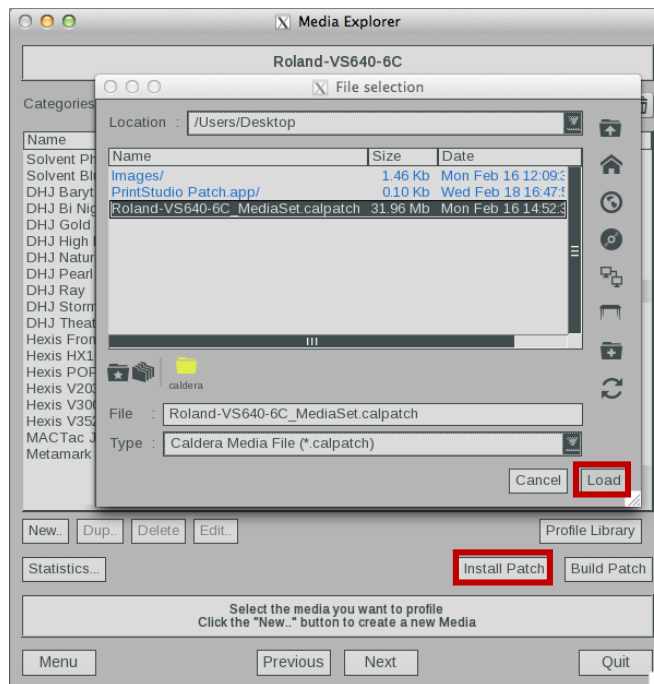 Media Explorer
Roland-VS640-6C
File selection
Categories
Location : /Users/Desktop
Name
Name Size Date
Solvent Ph
Images/ 1.46 Kb Mon Feb 16 12:09:
Solvent Bl
PrintStudio Patch.app/ 0.10 Kb Wed Feb 18 16:47:
DHJ Baryt
Roland-VS640-6C_MediaSet.calpatch 31.96 Mb Mon Feb 16 14:52:
DHJ Bi Nig
DHJ Gold
DHJ High
DHJ Natur
DHJ Pearl
DHJ Ray
DHJ Storm
DHJ Theat
Hexis Fron
Hexis HX1
Hexis POP
caldera
Hexis V20
Hexis V300
File : Roland-VS640-6C_MediaSet.calpatch
Hexis V352
MACTac J
Type : Caldera Media File (*.calpatch)
Metamark
Cancel Load
New.. Dup.. Delete Edit.. Profile Library
Statistics... Install Patch Build Patch
Select the media you want to profile
Click the "New.." button to create a new Media
Menu Previous Next Quit